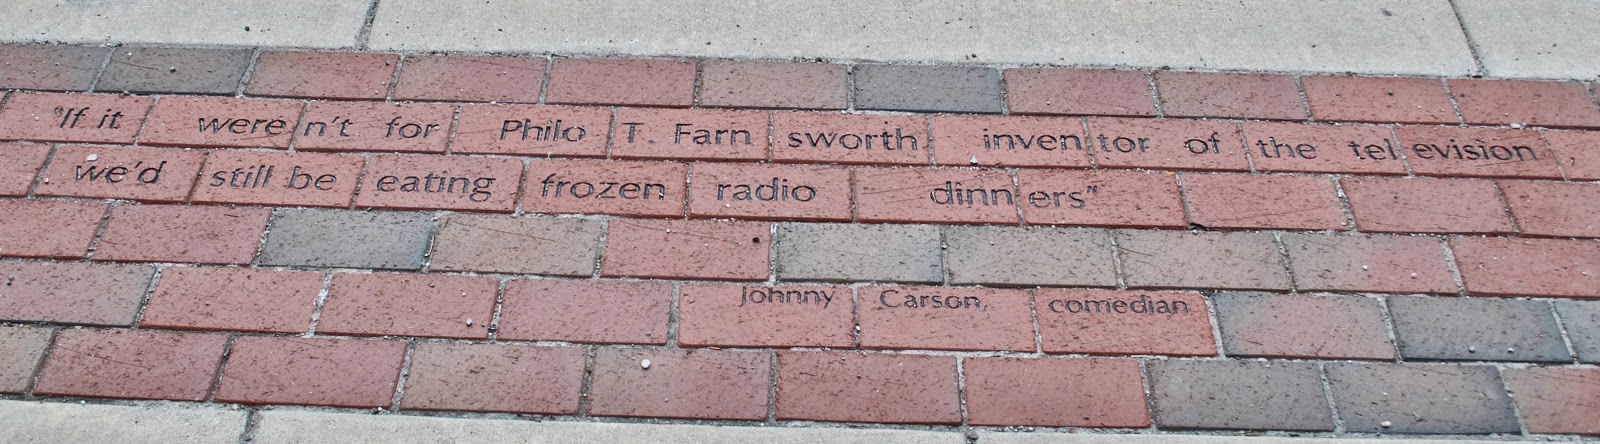 "If it weren't for Philo T. Farnsworth, inventor of the television,
we'd still be eating frozen radio dinners"
Johnny Carson, comedian